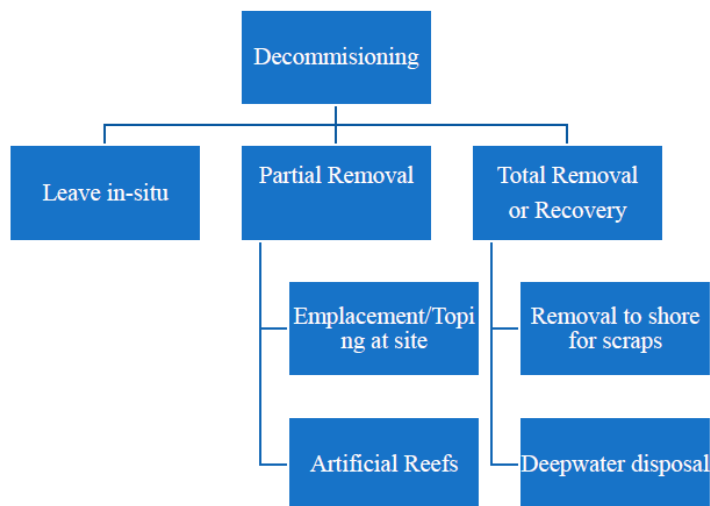 Decommisioning
Leave in-situ
Partial Removal
Total Removal
or Recovery
Emplacement/Topi
ng at site
Removal to shore
for scraps
Artificial Reefs
Deepwater disposal